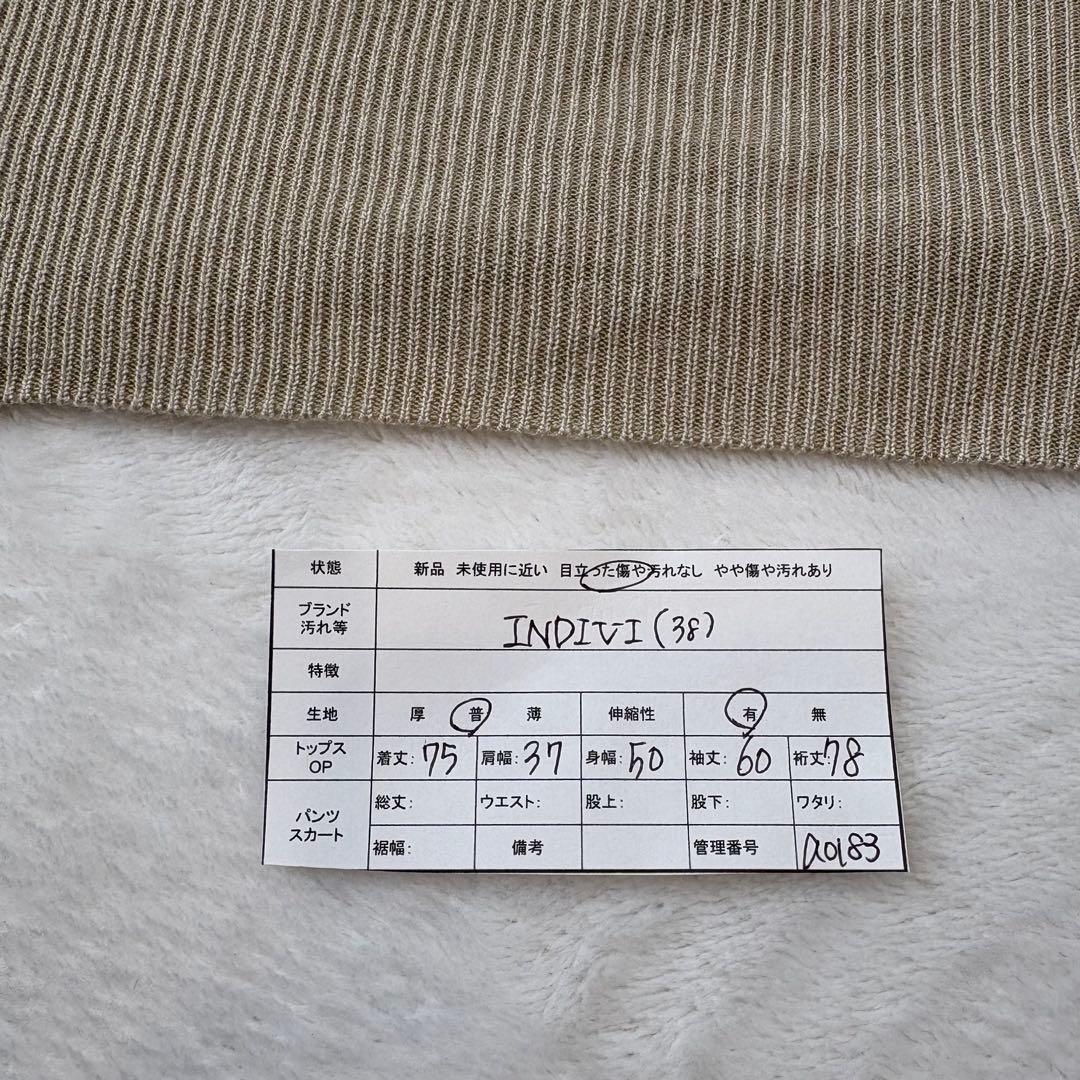 状態 新品 未使用に近い 目立った傷や汚れなし やや傷や汚れあり
ブランド
汚れ等
INDIVI (38)
特徴
生地 厚 普 薄 伸縮性 有 無
トップス
OP
着丈: 75 肩幅: 37 身幅: 50 袖丈: 60 裄丈: 78
パンツ
スカート
総丈: ウエスト: 股上: 股下: ワタリ:
裾幅: 備考 管理番号 a0183